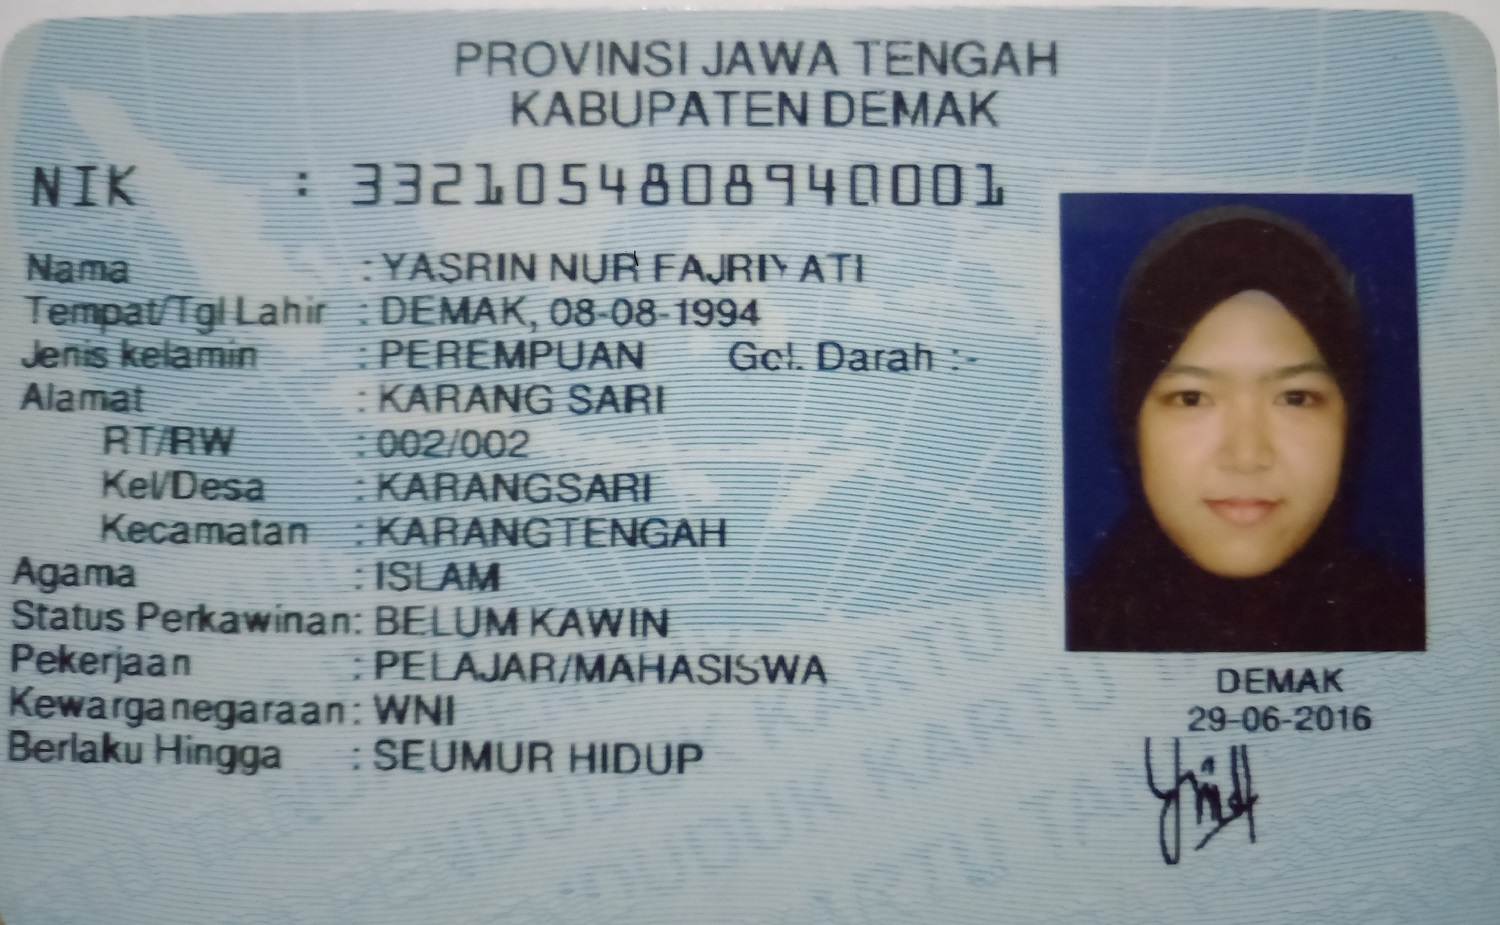 PROVINSI JAWA TENGAH
KABUPATEN DEMAK
NIK : 3321054808940001
Nama : YASRIN NUR FAJRIYATI
Tempat/Tgl Lahir : DEMAK, 08-08-1994
Jenis kelamin : PEREMPUAN Gol. Darah :-
Alamat : KARANG SARI
RT/RW : 002/002
Kel/Desa : KARANGSARI
Kecamatan : KARANGTENGAH
Agama : ISLAM
Status Perkawinan: BELUM KAWIN
Pekerjaan : PELAJAR/MAHASISWA
Kewarganegaraan: WNI
Berlaku Hingga : SEUMUR HIDUP
DEMAK
29-06-2016